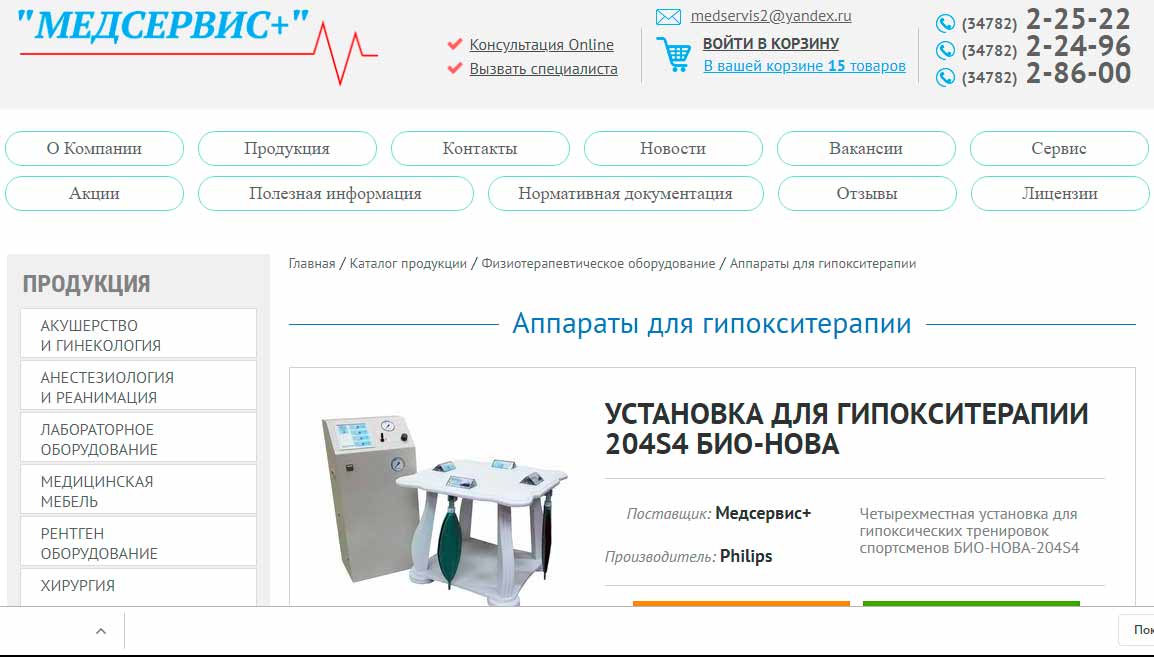 "МЕДСЕРВИС+"
Консультация Online
Вызвать специалиста
medservis2@yandex.ru
ВОЙТИ В КОРЗИНУ
В вашей корзине 15 товаров
(34782) 2-25-22
(34782) 2-24-96
(34782) 2-86-00
О Компании
Продукция
Контакты
Новости
Вакансии
Сервис
Акции
Полезная информация
Нормативная документация
Отзывы
Лицензии
ПРОДУКЦИЯ
АКУШЕРСТВО
И ГИНЕКОЛОГИЯ
АНЕСТЕЗИОЛОГИЯ
И РЕАНИМАЦИЯ
ЛАБОРАТОРНОЕ
ОБОРУДОВАНИЕ
МЕДИЦИНСКАЯ
МЕБЕЛЬ
РЕНТГЕН
ОБОРУДОВАНИЕ
ХИРУРГИЯ
Главная / Каталог продукции / Физиотерапевтическое оборудование / Аппараты для гипокситерапии
Аппараты для гипокситерапии
УСТАНОВКА ДЛЯ ГИПОКСИТЕРАПИИ
204S4 БИО-НОВА
Поставщик: Медсервис+
Производитель: Philips
Четырехместная установка для
гипоксических тренировок
спортсменов БИО-НОВА-204S4
Пок